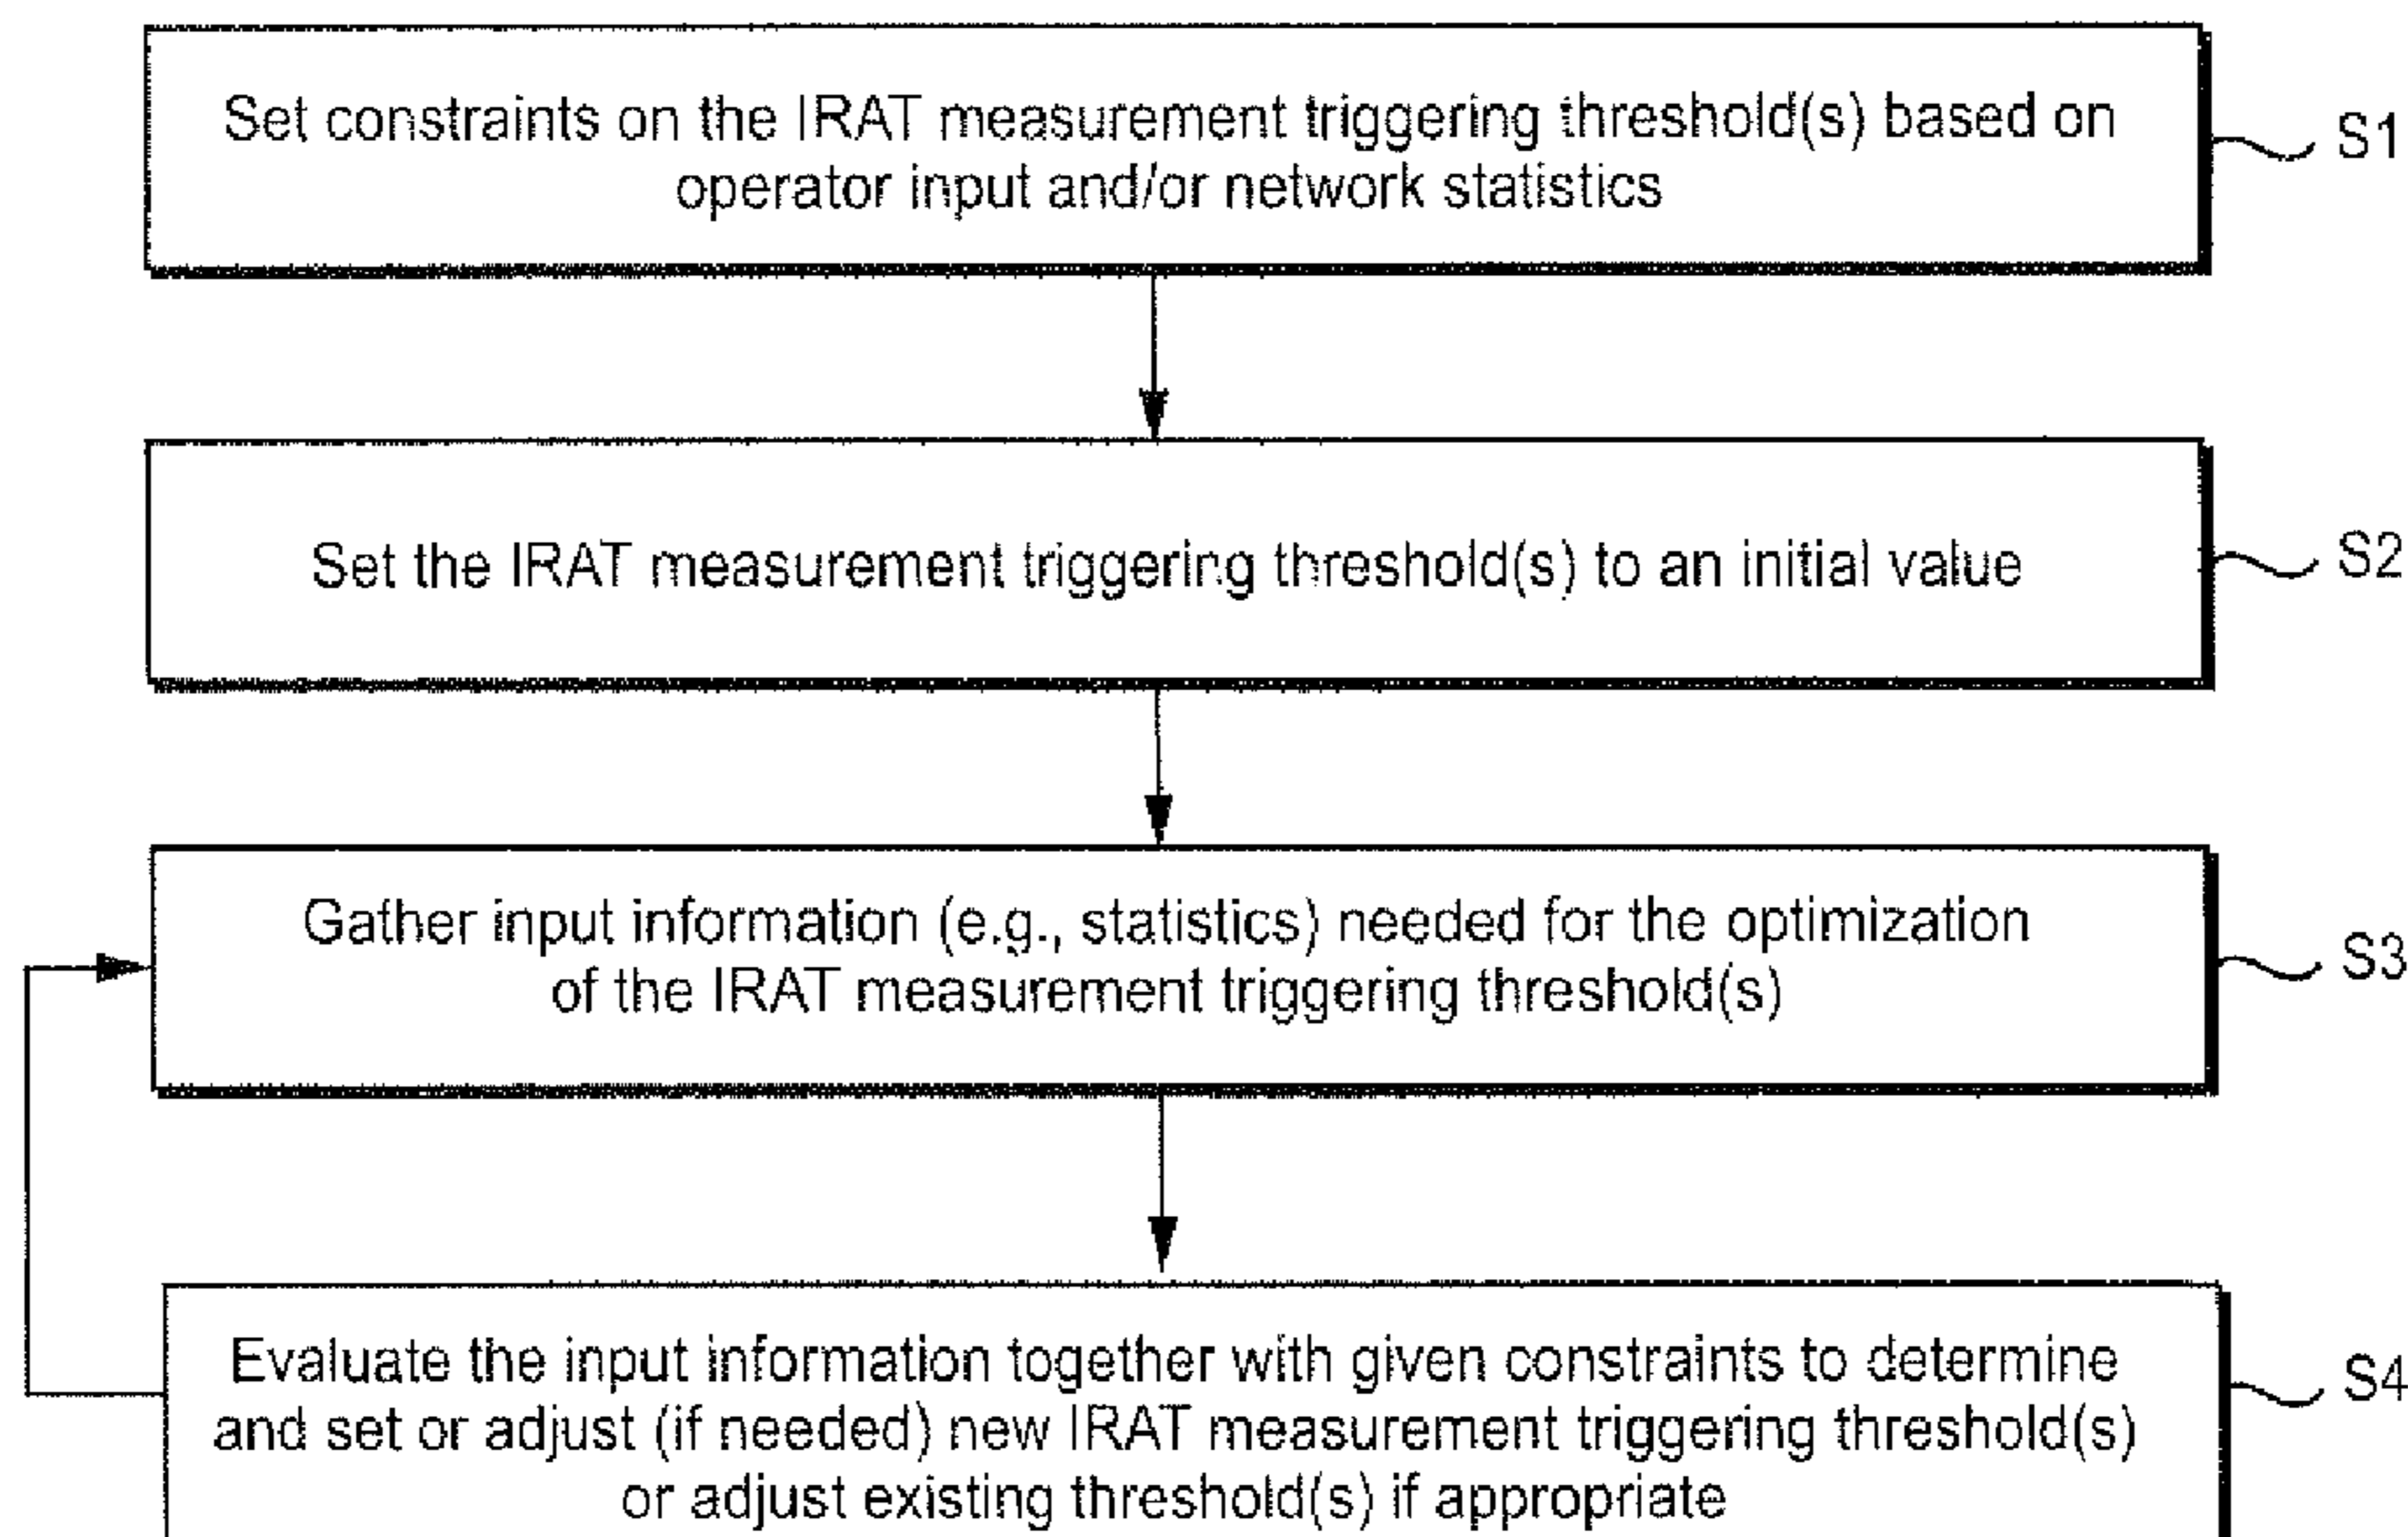 Set constraints on the IRAT measurement triggering threshold(s) based on
operator input and/or network statistics
S1
Set the IRAT measurement triggering threshold(s) to an initial value
S2
Gather input information (e.g., statistics) needed for the optimization
of the IRAT measurement triggering threshold(s)
S3
Evaluate the input information together with given constraints to determine
and set or adjust (if needed) new IRAT measurement triggering threshold(s)
or adjust existing threshold(s) if appropriate
S4